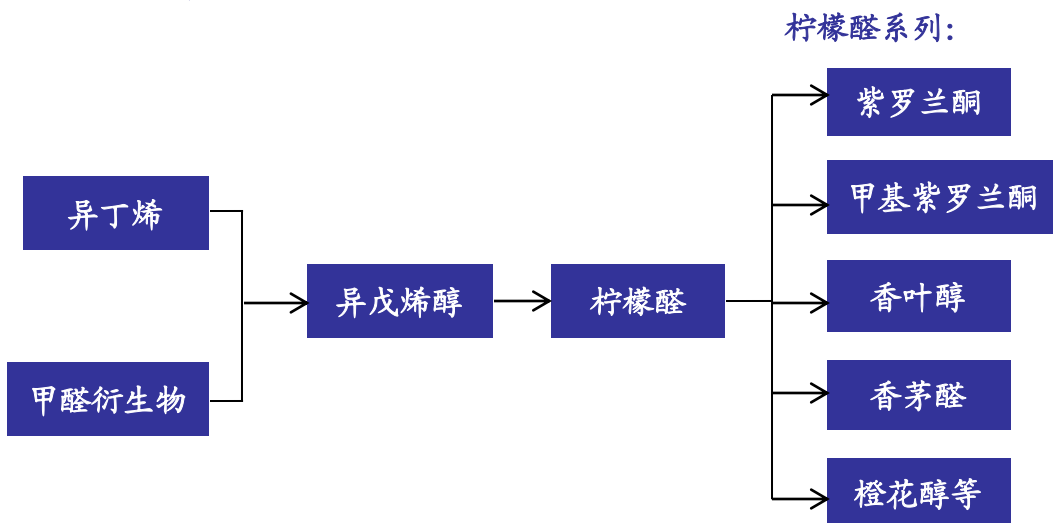 柠檬醛系列：
紫罗兰酮
甲基紫罗兰酮
异丁烯
异戊烯醇
柠檬醛
香叶醇
甲醛衍生物
香茅醛
橙花醇等